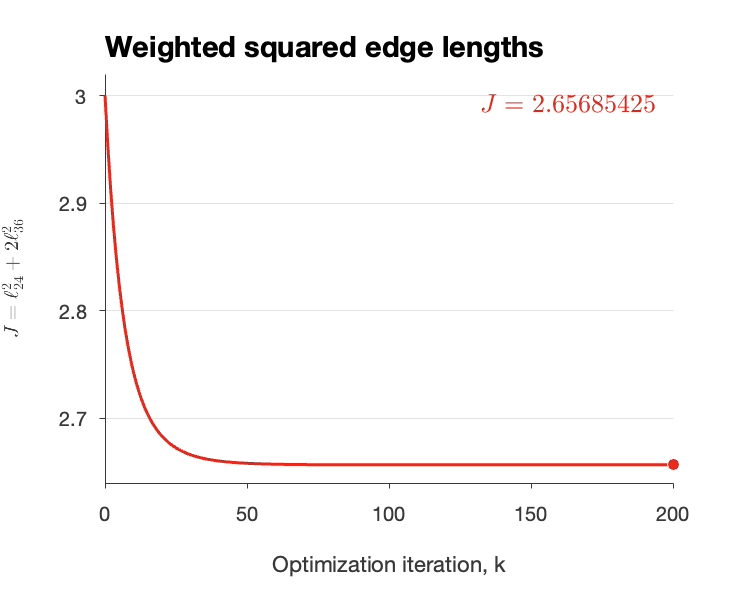 Weighted squared edge lengths
J = 2.65685425
3
2.9
2.8
2.7
J = ℓ²₂₄ + 2ℓ²₃₆
0
50
100
150
200
Optimization iteration, k